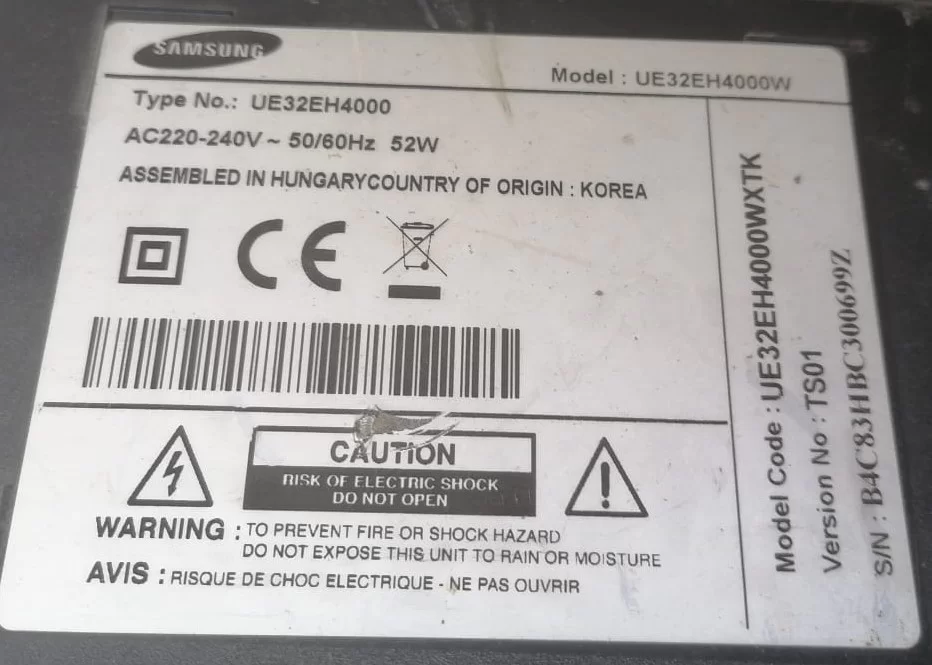 SAMSUNG
Model : UE32EH4000W
Type No.: UE32EH4000
AC220-240V ~ 50/60Hz 52W
ASSEMBLED IN HUNGARYCOUNTRY OF ORIGIN : KOREA
CE
CAUTION
RISK OF ELECTRIC SHOCK
DO NOT OPEN
WARNING : TO PREVENT FIRE OR SHOCK HAZARD
DO NOT EXPOSE THIS UNIT TO RAIN OR MOISTURE
AVIS : RISQUE DE CHOC ELECTRIQUE - NE PAS OUVRIR
Model Code : UE32EH4000WXTK
Version No : TS01
S/N : B4C83HBC300699Z